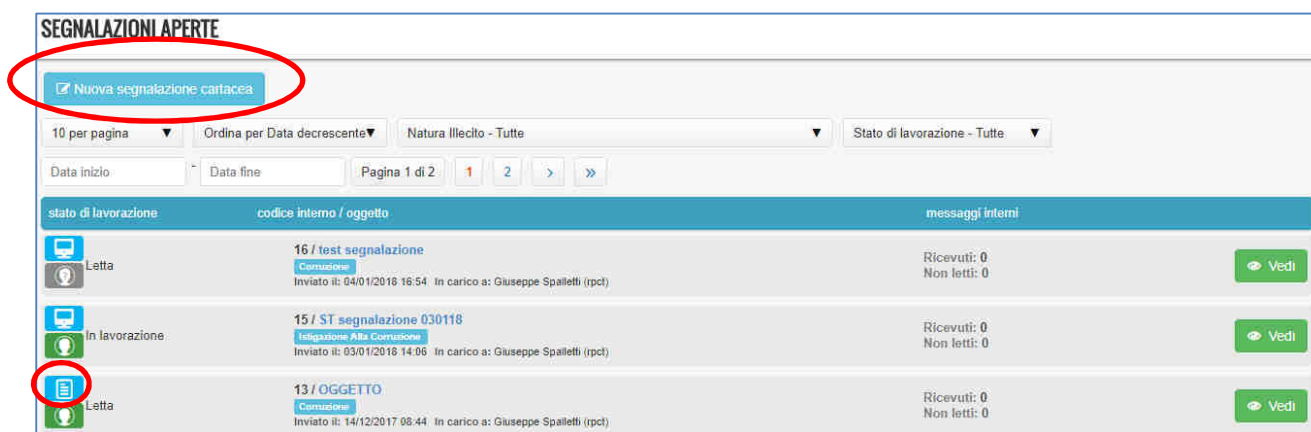 SEGNALAZIONI APERTE
Nuova segnalazione cartacea
10 per pagina ▼ Ordina per Data decrescente▼ Natura Illecito - Tutte ▼ Stato di lavorazione - Tutte ▼
Data inizio - Data fine Pagina 1 di 2 1 2 > »
stato di lavorazione codice interno / oggetto messaggi interni
16 / test segnalazione
Letta Corruzione Ricevuti: 0
Inviato il: 04/01/2018 16:54 In carico a: Giuseppe Spalletti (rpct) Non letti: 0 Vedi
15 / ST segnalazione 030118
In lavorazione Istigazione Alla Corruzione Ricevuti: 0
Inviato il: 03/01/2018 14:06 In carico a: Giuseppe Spalletti (rpct) Non letti: 0 Vedi
13 / OGGETTO
Letta Corruzione Ricevuti: 0
Inviato il: 14/12/2017 08:44 In carico a: Giuseppe Spalletti (rpct) Non letti: 0 Vedi